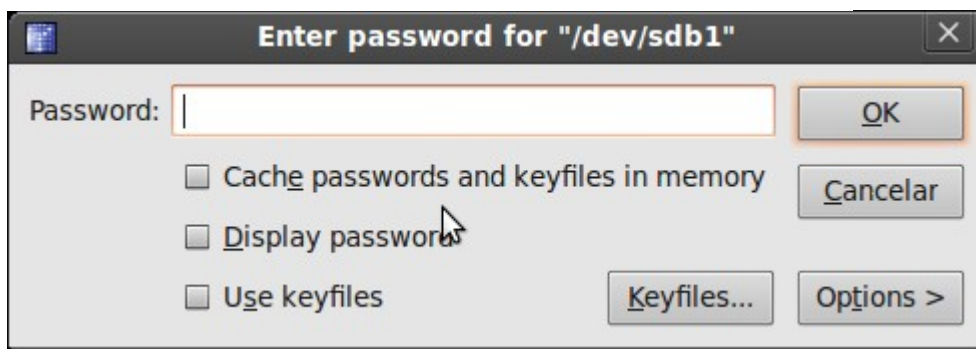 Enter password for "/dev/sdb1"
Password:
OK
Cache passwords and keyfiles in memory
Cancelar
Display password
Use keyfiles
Keyfiles...
Options >